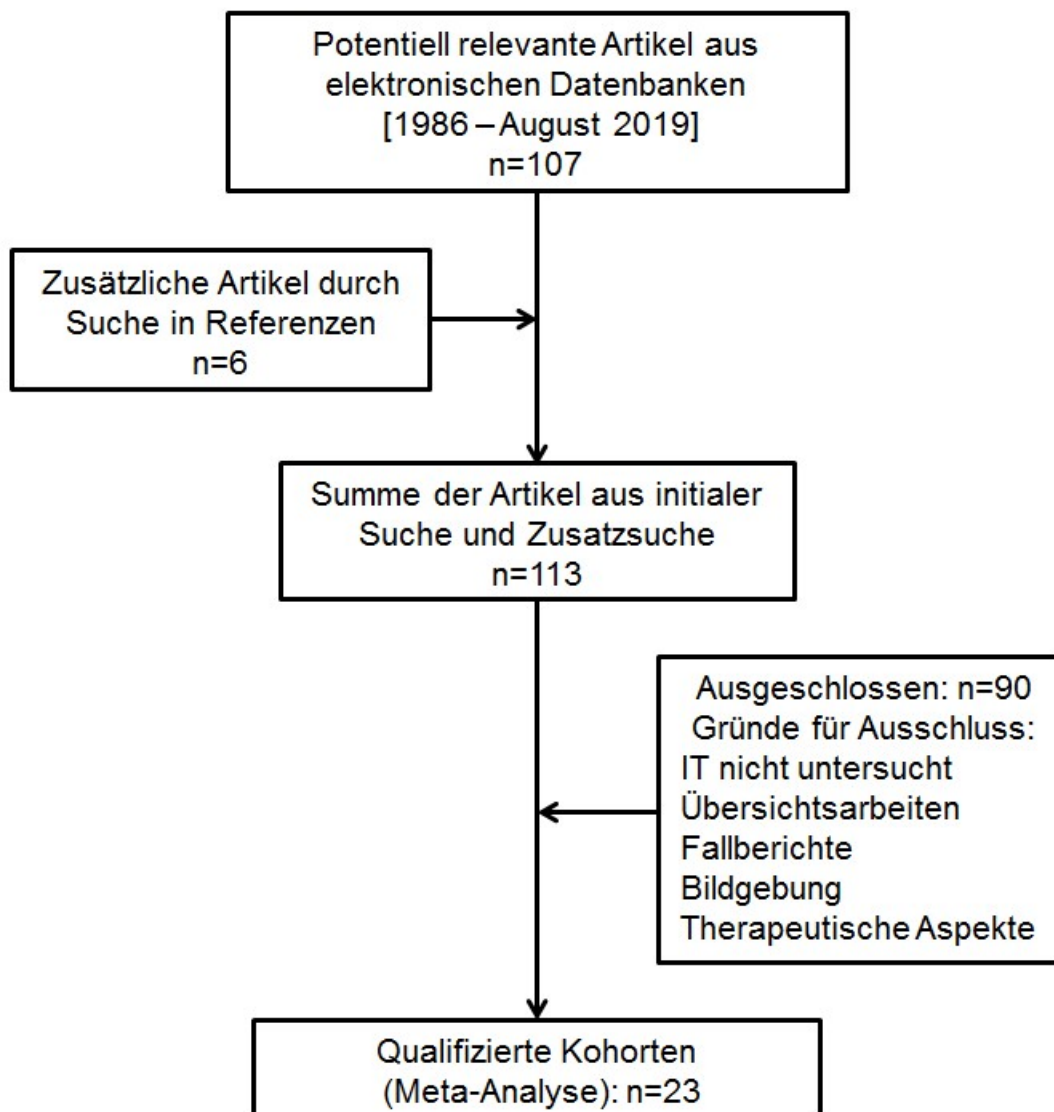 Potentiell relevante Artikel aus
elektronischen Datenbanken
[1986 – August 2019]
n=107
Zusätzliche Artikel durch
Suche in Referenzen
n=6
Summe der Artikel aus initialer
Suche und Zusatzsuche
n=113
Ausgeschlossen: n=90
Gründe für Ausschluss:
IT nicht untersucht
Übersichtsarbeiten
Fallberichte
Bildgebung
Therapeutische Aspekte
Qualifizierte Kohorten
(Meta-Analyse): n=23